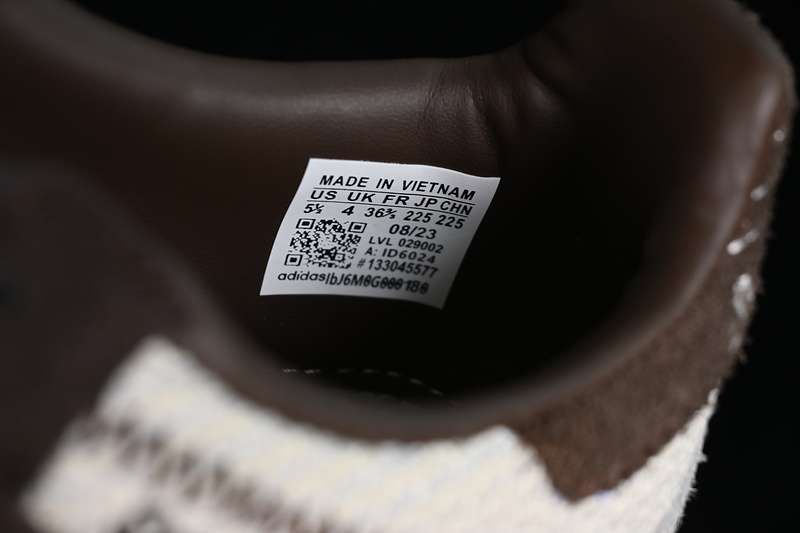 MADE IN VIETNAM
US UK FR JP CHN
5½ 4 36⅔ 225 225
08/23
LVL 029002
A: ID6024
#133045577